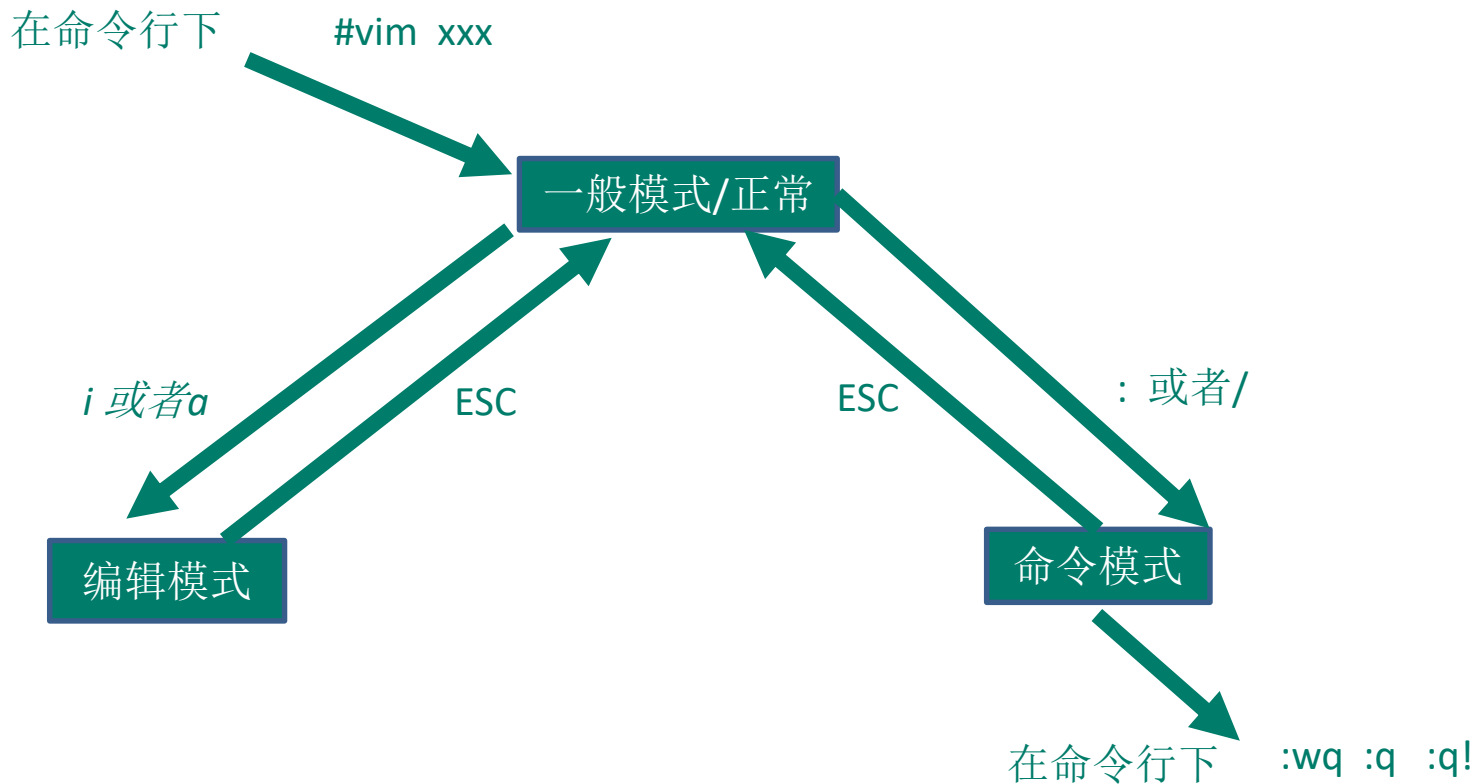 在命令行下 #vim xxx
一般模式/正常
i 或者a
ESC
ESC
: 或者/
编辑模式
命令模式
在命令行下 :wq :q :q!